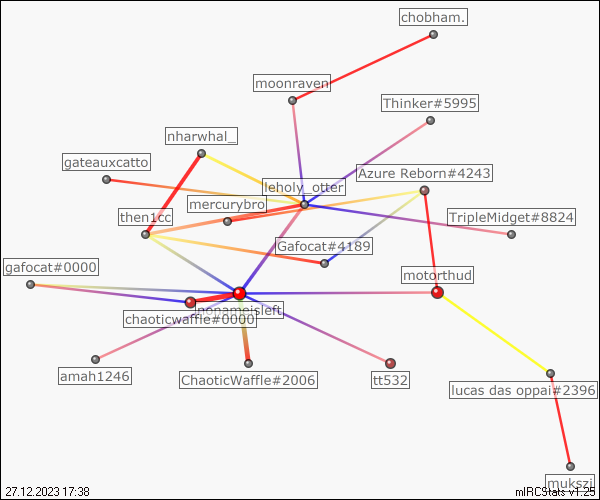 chobham.
moonraven
Thinker#5995
nharwhal_
gateauxcatto
Azure Reborn#4243
leholy_otter
mercurybro
then1cc
TripleMidget#8824
Gafocat#4189
gafocat#0000
motorthud
nonameisleft
chaoticwaffle#0000
amah1246
ChaoticWaffle#2006
tt532
lucas das oppai#2396
mukszi
27.12.2023 17:38
mIRCStats v1.25